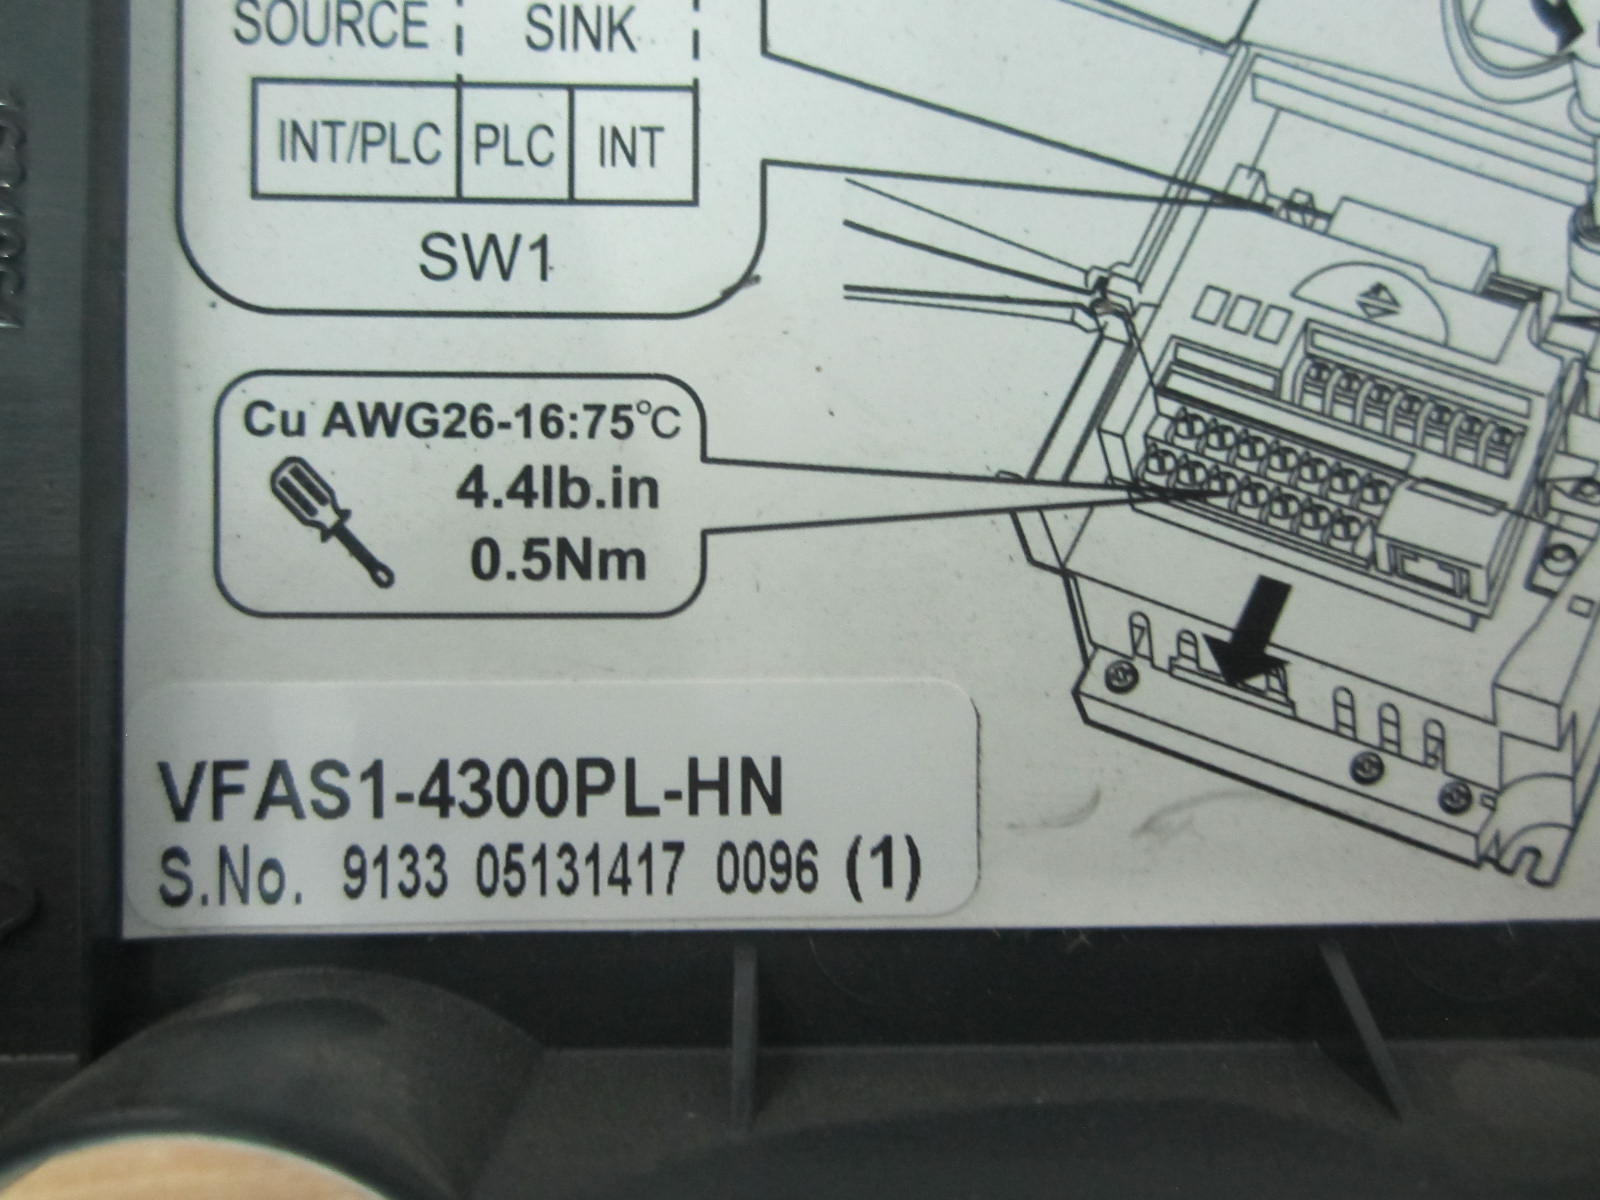 SOURCE SINK
INT/PLC PLC INT
SW1
Cu AWG26-16:75℃
4.4lb.in
0.5Nm
VFAS1-4300PL-HN
S.No. 9133 05131417 0096 (1)